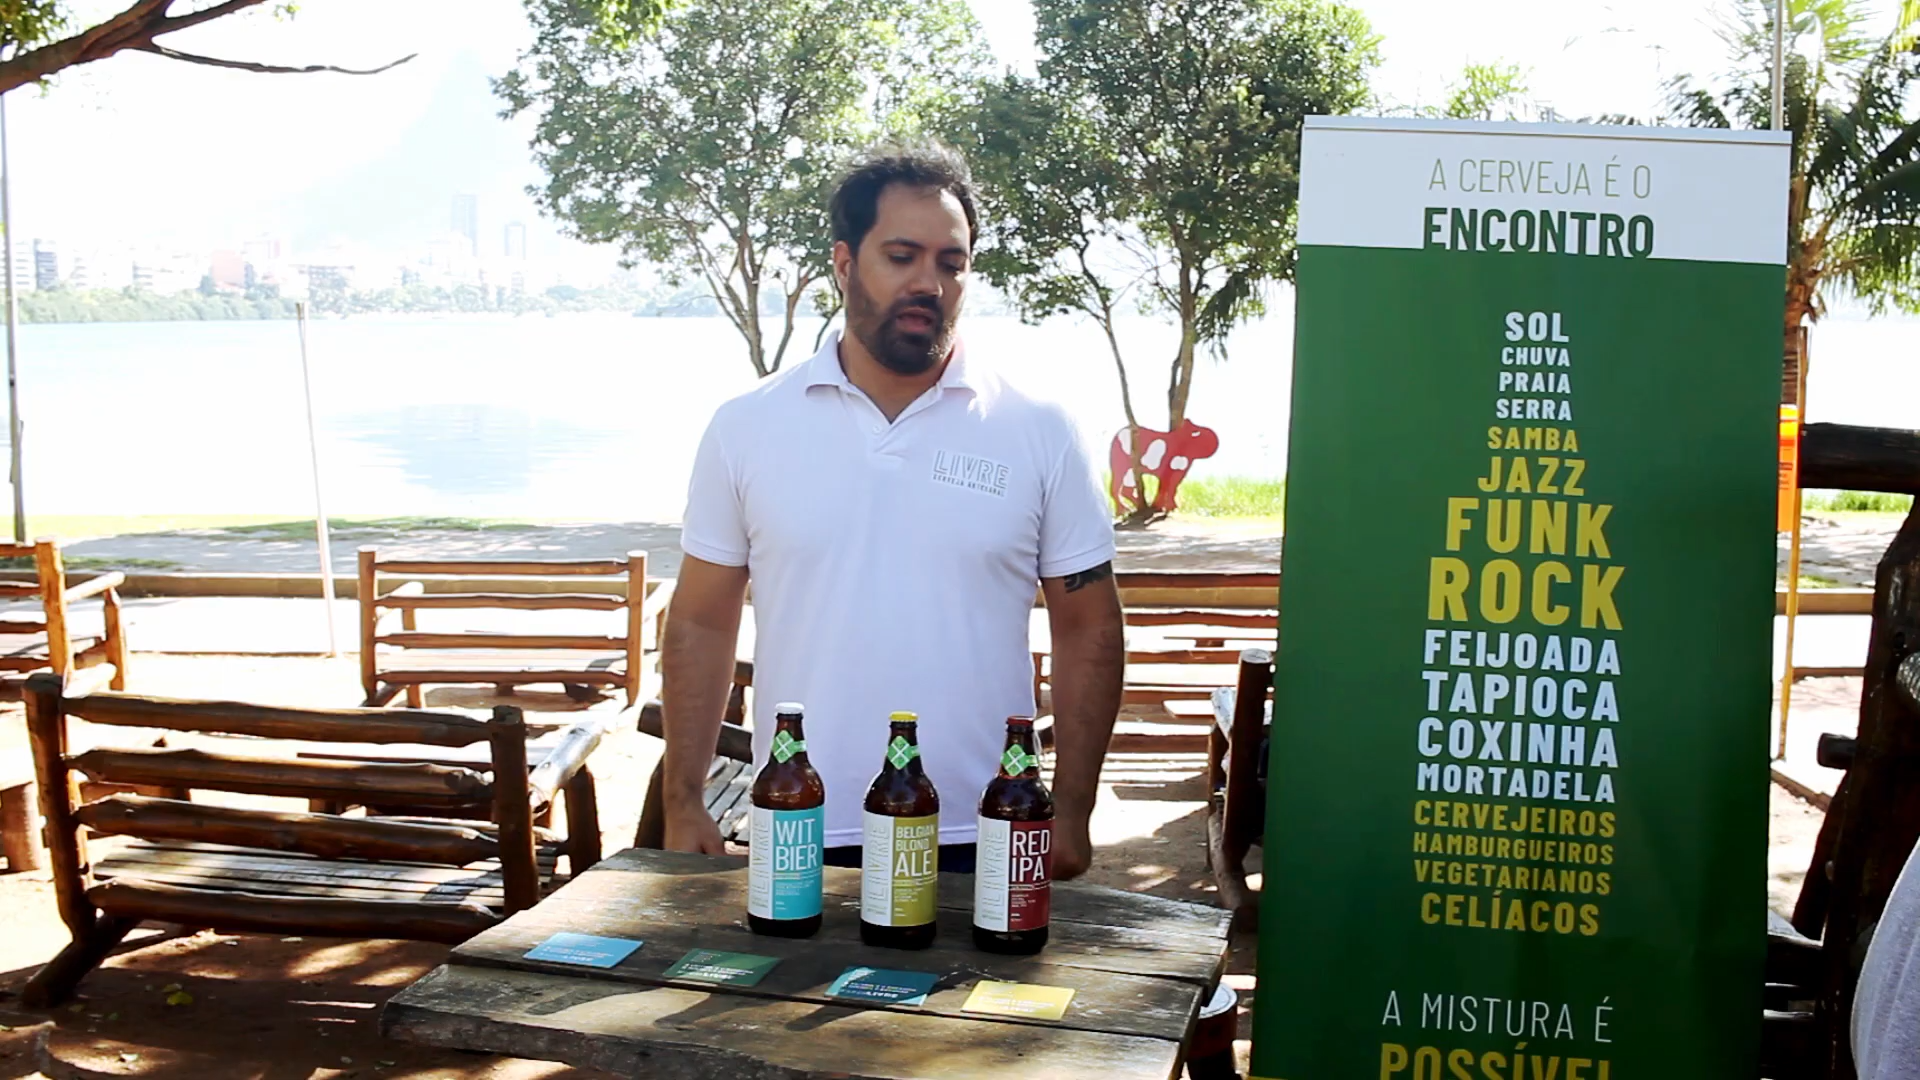 A CERVEJA É O
ENCONTRO
SOL
CHUVA
PRAIA
SERRA
SAMBA
JAZZ
FUNK
ROCK
FEIJOADA
TAPIOCA
COXINHA
MORTADELA
CERVEJEIROS
HAMBURGUEIROS
VEGETARIANOS
CELÍACOS
A MISTURA É
POSSÍVEL
LIVRE
CERVEJA ARTESANAL
LIVRE
WIT
BIER
LIVRE
BELGIAN
BLOND
ALE
LIVRE
RED
IPA